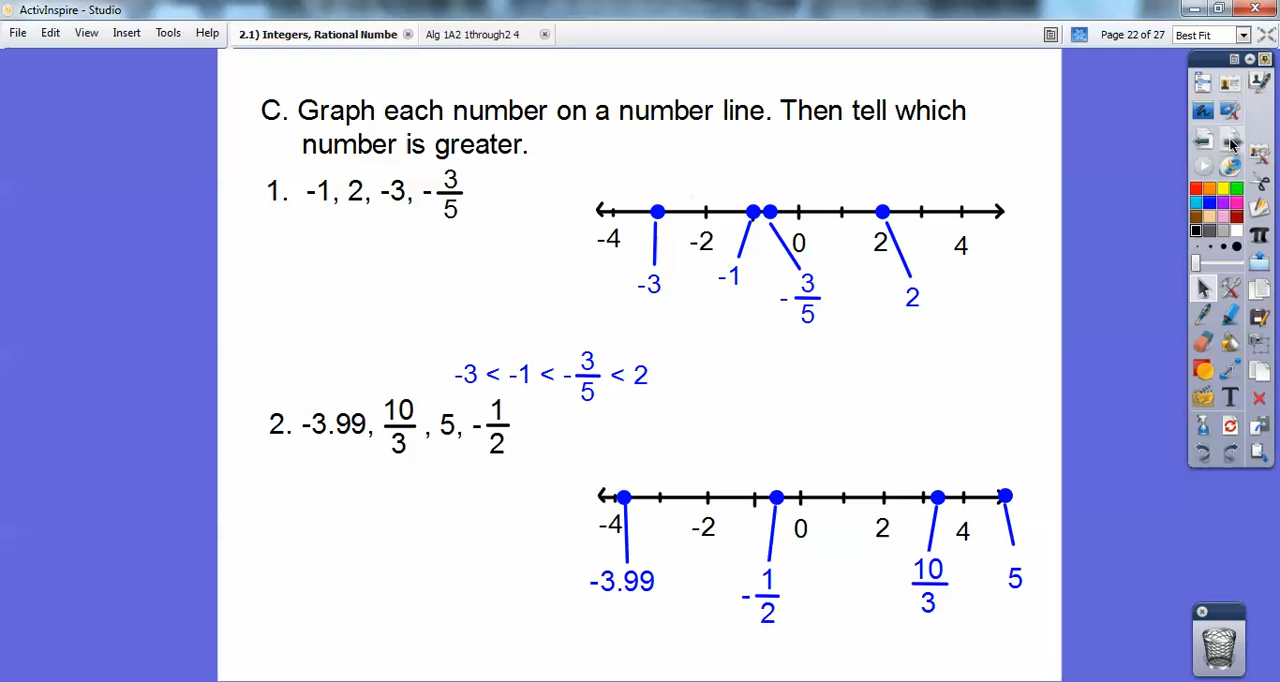 ActivInspire - Studio
File Edit View Insert Tools Help
2.1) Integers, Rational Numbe Alg 1A2 1through2 4 Page 22 of 27 Best Fit
C. Graph each number on a number line. Then tell which
number is greater.
1. -1, 2, -3, -3/5
-4 -2 0 2 4
-3 -1 -3/5 2
-3 < -1 < -3/5 < 2
2. -3.99, 10/3, 5, -1/2
-4 -2 0 2 4
-3.99 -1/2 10/3 5